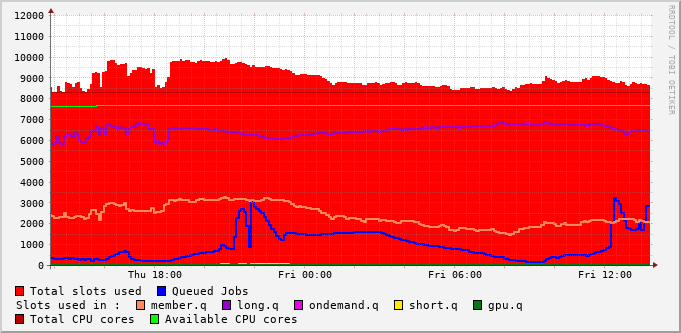 RRDTOOL / TOBI OETIKER
12000
11000
10000
9000
8000
7000
6000
5000
4000
3000
2000
1000
0
Thu 18:00 Fri 00:00 Fri 06:00 Fri 12:00
Total slots used Queued Jobs
Slots used in : member.q long.q ondemand.q short.q gpu.q
Total CPU cores Available CPU cores